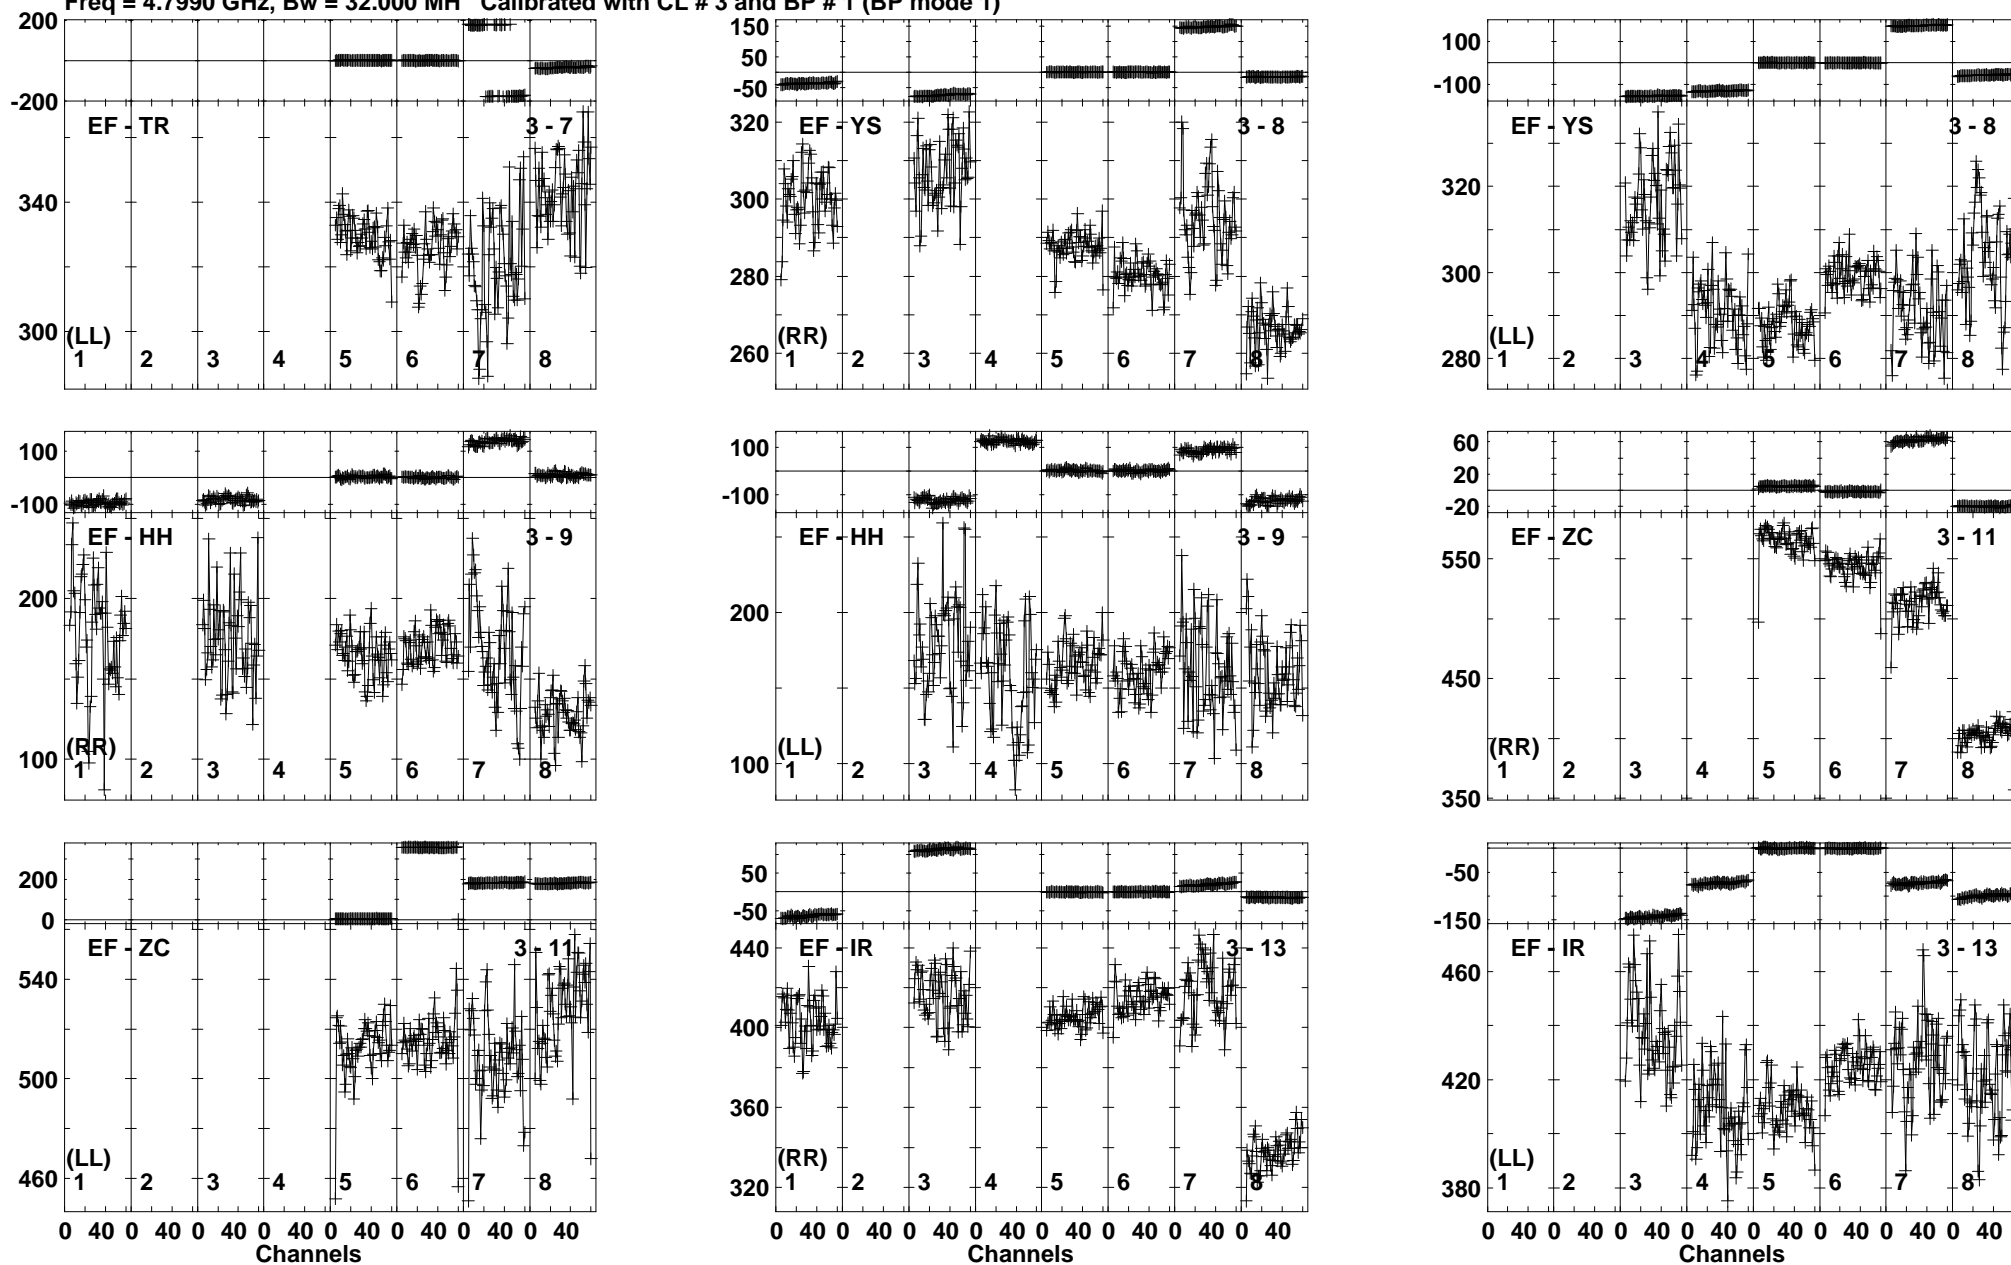 Freq = 4.7990 GHz, Bw = 32.000 MH Calibrated with CL # 3 and BP # 1 (BP mode 1)
200
-200
EF - TR 3 - 7
340
300
(LL)
1 2 3 4 5 6 7 8
150
50
-50
EF - YS 3 - 8
320
300
280
260
(RR)
1 2 3 4 5 6 7 8
100
-100
EF - YS 3 - 8
320
300
280
(LL)
1 2 3 4 5 6 7 8
100
-100
EF - HH 3 - 9
200
100
(RR)
1 2 3 4 5 6 7 8
100
-100
EF - HH 3 - 9
200
100
(LL)
1 2 3 4 5 6 7 8
60
20
-20
EF - ZC 3 - 11
550
450
350
(RR)
1 2 3 4 5 6 7 8
200
0
EF - ZC 3 - 11
540
500
460
(LL)
1 2 3 4 5 6 7 8
0 40 0 40 0 40 0 40 0 40 0 40 0 40 0 40
Channels
50
-50
EF - IR 3 - 13
440
400
360
320
(RR)
1 2 3 4 5 6 7 8
0 40 0 40 0 40 0 40 0 40 0 40 0 40 0 40
Channels
-50
-150
EF - IR 3 - 13
460
420
380
(LL)
1 2 3 4 5 6 7 8
0 40 0 40 0 40 0 40 0 40 0 40 0 40 0 40
Channels